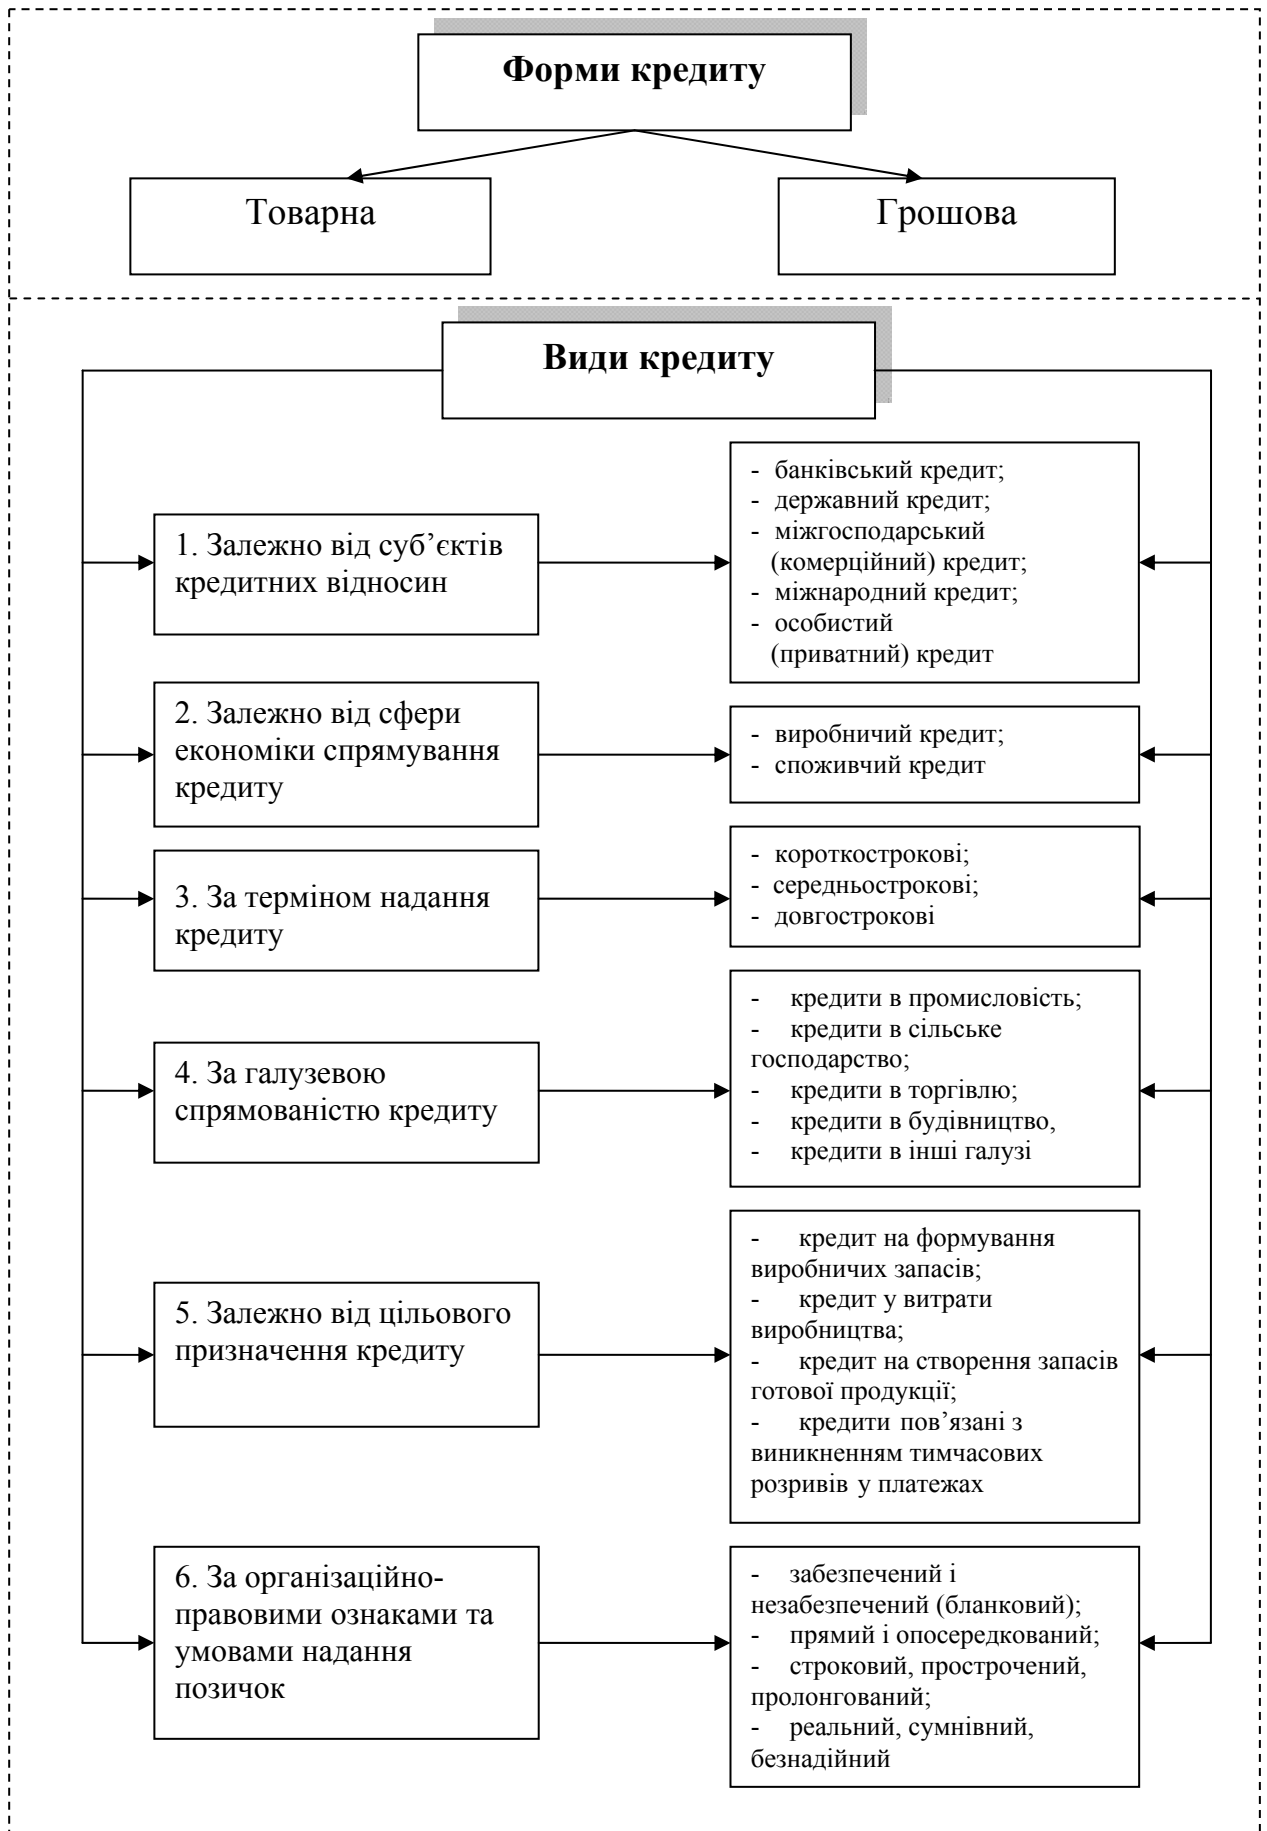 Форми кредиту
Товарна
Грошова
Види кредиту
1. Залежно від суб’єктів
кредитних відносин
- банківський кредит;
- державний кредит;
- міжгосподарський
(комерційний) кредит;
- міжнародний кредит;
- особистий
(приватний) кредит
2. Залежно від сфери
економіки спрямування
кредиту
- виробничий кредит;
- споживчий кредит
3. За терміном надання
кредиту
- короткострокові;
- середньострокові;
- довгострокові
4. За галузевою
спрямованістю кредиту
- кредити в промисловість;
- кредити в сільське
господарство;
- кредити в торгівлю;
- кредити в будівництво,
- кредити в інші галузі
5. Залежно від цільового
призначення кредиту
- кредит на формування
виробничих запасів;
- кредит у витрати
виробництва;
- кредит на створення запасів
готової продукції;
- кредити пов’язані з
виникненням тимчасових
розривів у платежах
6. За організаційно-
правовими ознаками та
умовами надання
позичок
- забезпечений і
незабезпечений (бланковий);
- прямий і опосередкований;
- строковий, прострочений,
пролонгований;
- реальний, сумнівний,
безнадійний